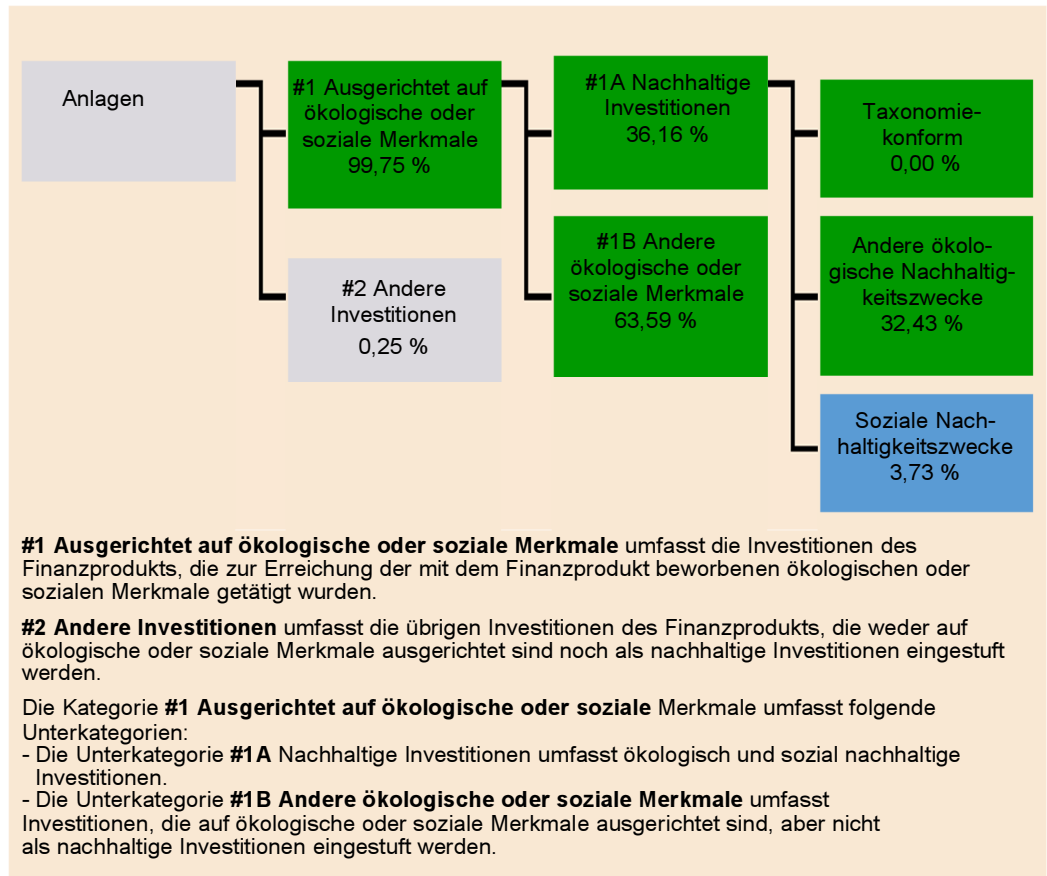 Anlagen
#1 Ausgerichtet auf
ökologische oder
soziale Merkmale
99,75 %
#2 Andere
Investitionen
0,25 %
#1A Nachhaltige
Investitionen
36,16 %
#1B Andere
ökologische oder
soziale Merkmale
63,59 %
Taxonomie-
konform
0,00 %
Andere ökolo-
gische Nachhaltig-
keitszwecke
32,43 %
Soziale Nach-
haltigkeitszwecke
3,73 %
#1 Ausgerichtet auf ökologische oder soziale Merkmale umfasst die Investitionen des
Finanzprodukts, die zur Erreichung der mit dem Finanzprodukt beworbenen ökologischen oder
sozialen Merkmale getätigt wurden.
#2 Andere Investitionen umfasst die übrigen Investitionen des Finanzprodukts, die weder auf
ökologische oder soziale Merkmale ausgerichtet sind noch als nachhaltige Investitionen eingestuft
werden.
Die Kategorie #1 Ausgerichtet auf ökologische oder soziale Merkmale umfasst folgende
Unterkategorien:
- Die Unterkategorie #1A Nachhaltige Investitionen umfasst ökologisch und sozial nachhaltige
Investitionen.
- Die Unterkategorie #1B Andere ökologische oder soziale Merkmale umfasst
Investitionen, die auf ökologische oder soziale Merkmale ausgerichtet sind, aber nicht
als nachhaltige Investitionen eingestuft werden.